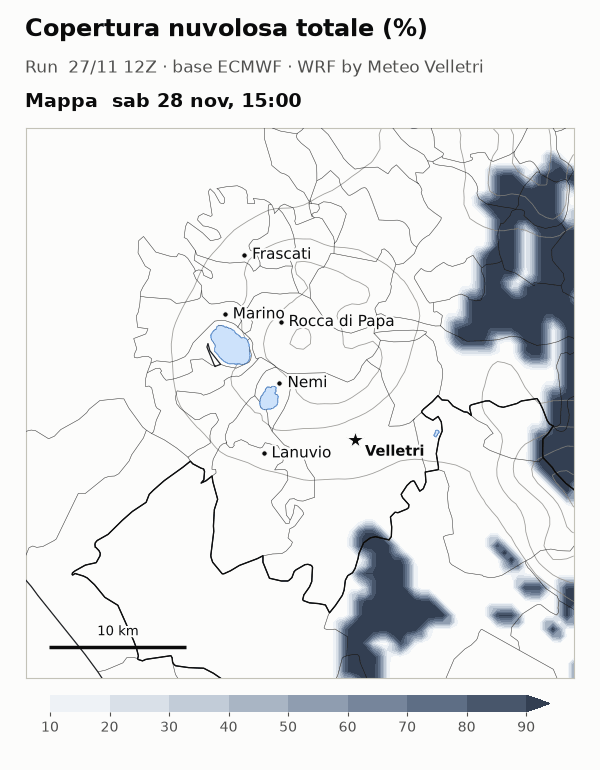 Copertura nuvolosa totale (%)
Run  27/11 12Z · base ECMWF · WRF by Meteo Velletri
Mappa  sab 28 nov, 15:00
Frascati
Marino
Rocca di Papa
Nemi
Velletri
Lanuvio
10 km
10 20 30 40 50 60 70 80 90